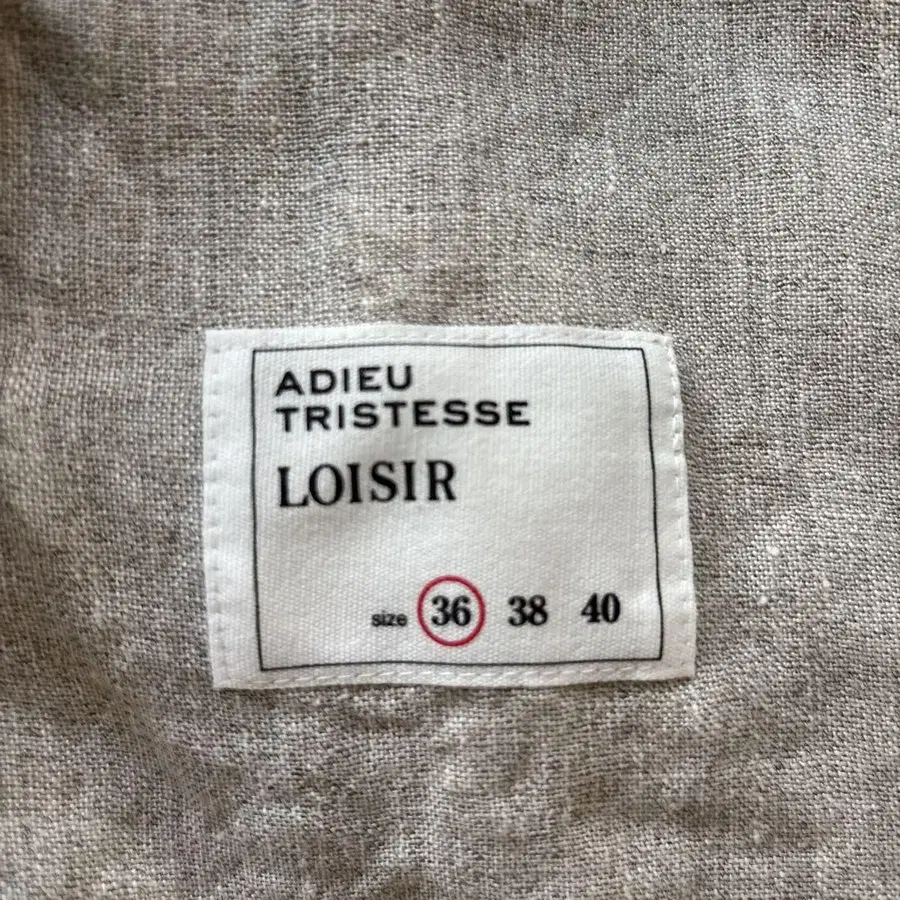 ADIEU
TRISTESSE
LOISIR
size 36 38 40